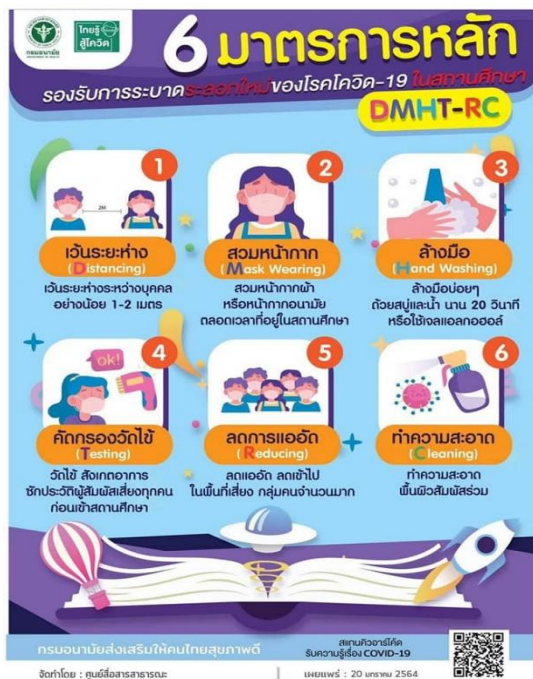 กรมอนามัย
DEPARTMENT OF HEALTH
ไทยรู้
สู้โควิด
6 มาตรการหลัก
รองรับการระบาดระลอกใหม่ของโรคโควิด-19 ในสถานศึกษา
DMHT-RC
1
2M
เว้นระยะห่าง
(Distancing)
เว้นระยะห่างระหว่างบุคคล
อย่างน้อย 1-2 เมตร
2
สวมหน้ากาก
(Mask Wearing)
สวมหน้ากากผ้า
หรือหน้ากากอนามัย
ตลอดเวลาที่อยู่ในสถานศึกษา
3
ล้างมือ
(Hand Washing)
ล้างมือบ่อยๆ
ด้วยสบู่และน้ำ นาน 20 วินาที
หรือใช้เจลแอลกอฮอล์
4
ok!
คัดกรองวัดไข้
(Testing)
วัดไข้ สังเกตอาการ
ซักประวัติผู้สัมผัสเสี่ยงทุกคน
ก่อนเข้าสถานศึกษา
5
ลดการแออัด
(Reducing)
ลดแออัด ลดเข้าไป
ในพื้นที่เสี่ยง กลุ่มคนจำนวนมาก
6
ทำความสะอาด
(Cleaning)
ทำความสะอาด
พื้นผิวสัมผัสร่วม
กรมอนามัยส่งเสริมให้คนไทยสุขภาพดี
สแกนคิวอาร์โค้ด
รับความรู้เรื่อง COVID-19
จัดทำโดย : ศูนย์สื่อสารสาธารณะ
เผยแพร่ : 20 มกราคม 2564